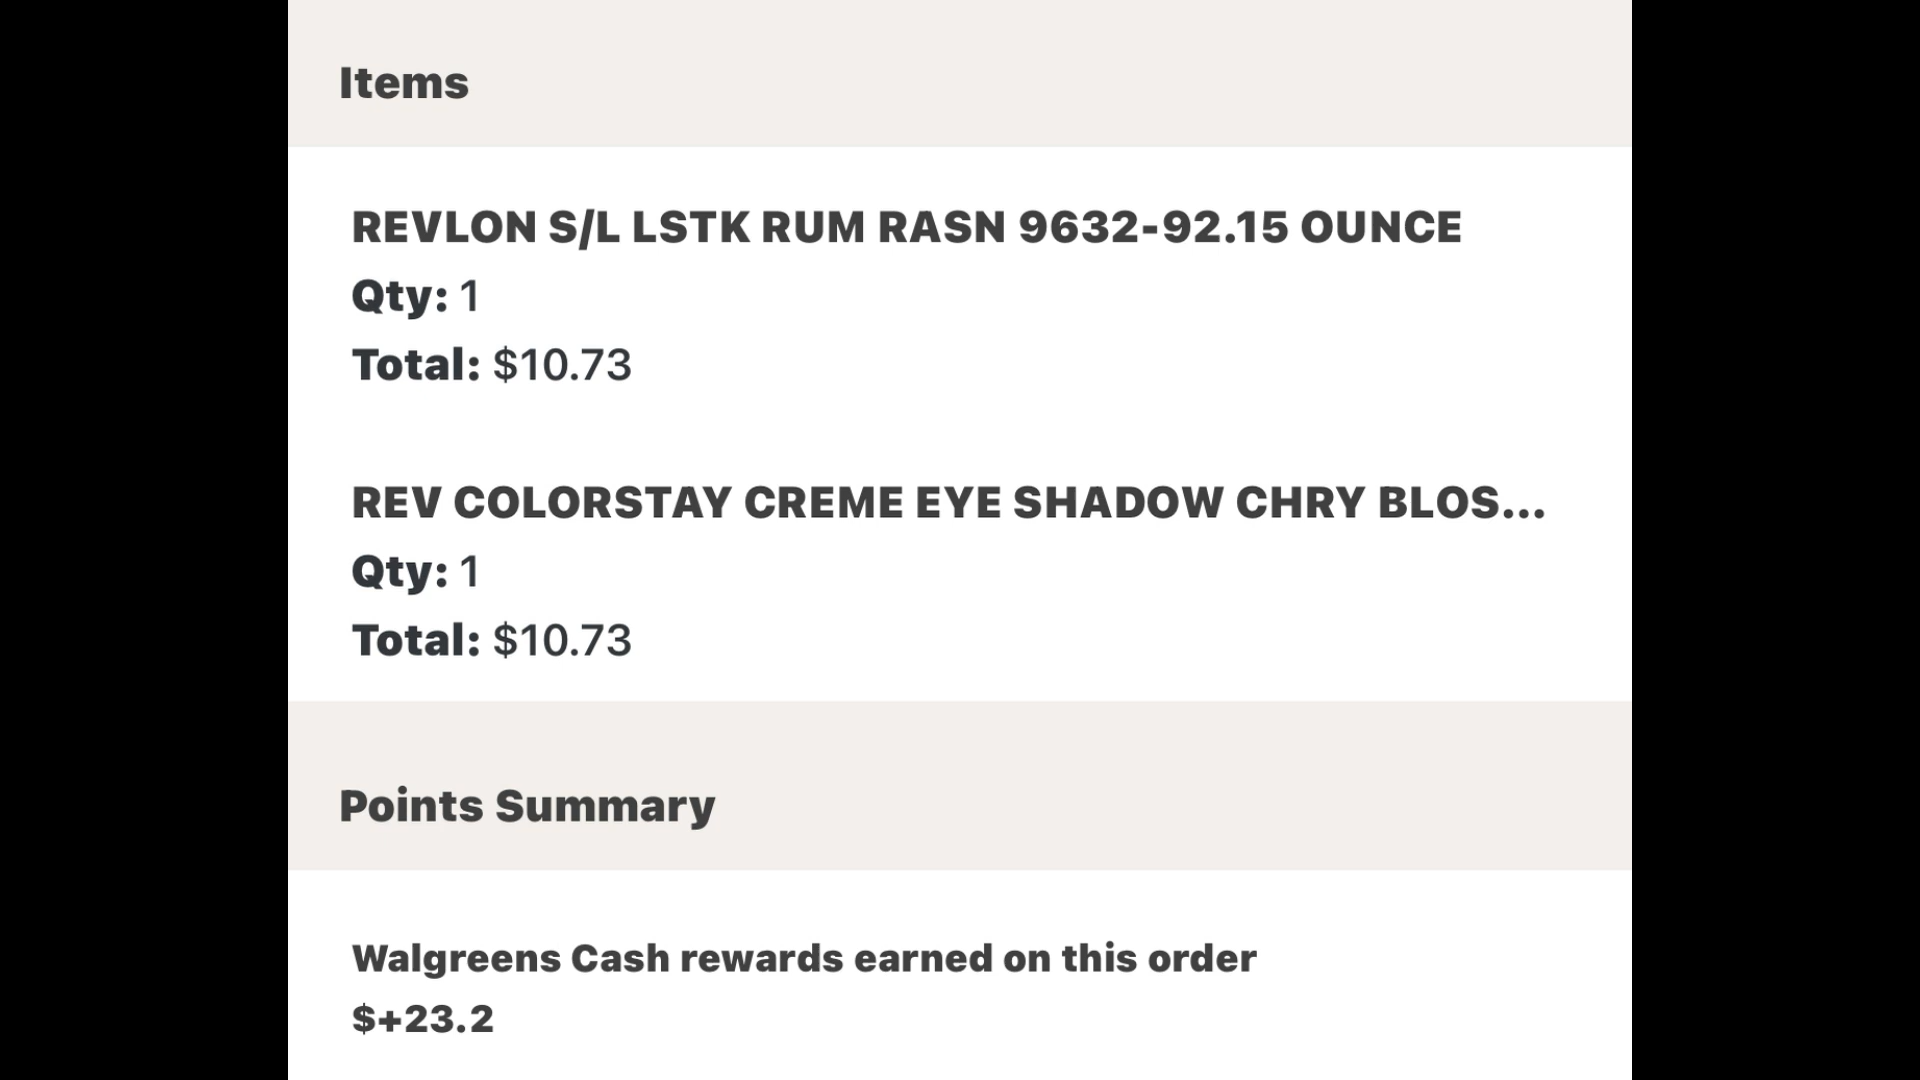 Items
REVLON S/L LSTK RUM RASN 9632-92.15 OUNCE
Qty: 1
Total: $10.73
REV COLORSTAY CREME EYE SHADOW CHRY BLOS...
Qty: 1
Total: $10.73
Points Summary
Walgreens Cash rewards earned on this order
$+23.2